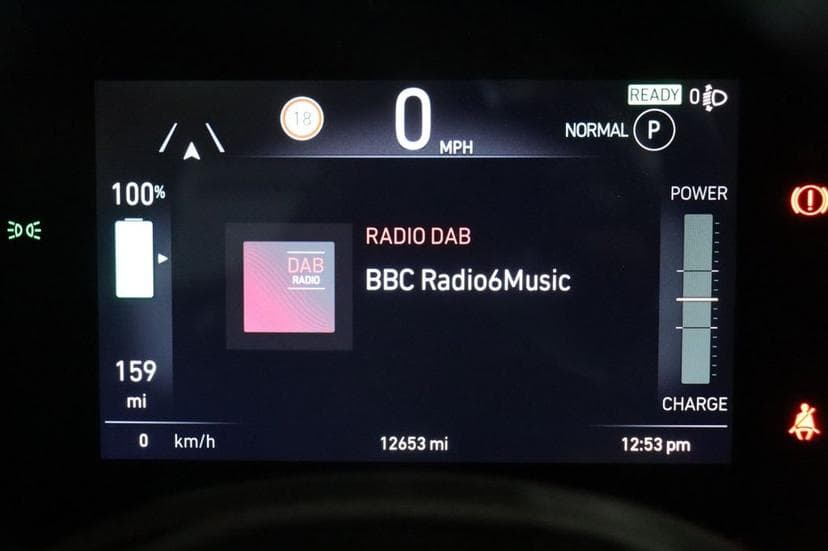 READY 0
18
0 MPH
NORMAL P
100%
POWER
RADIO DAB
DAB
RADIO
BBC Radio6Music
159
mi
CHARGE
0 km/h
12653 mi
12:53 pm